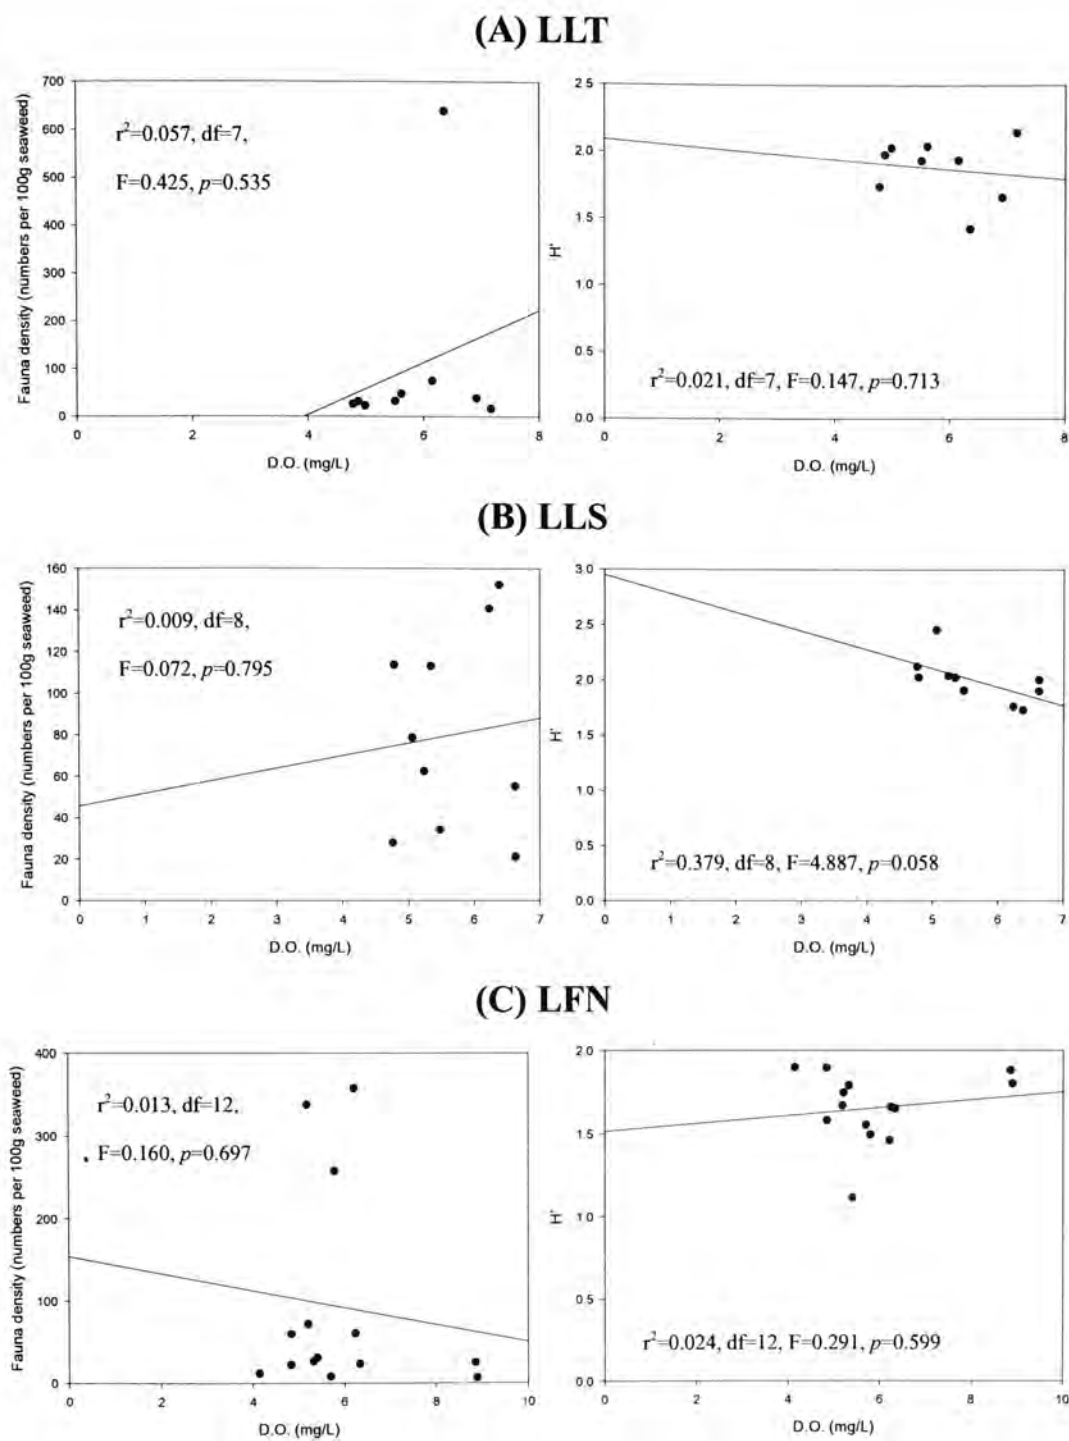 (A) LLT
Fauna density (numbers per 100g seaweed)
700
600
500
400
300
200
100
0
r²=0.057, df=7,
F=0.425, p=0.535
0 2 4 6 8
D.O. (mg/L)
H'
2.5
2.0
1.5
1.0
0.5
0.0
r²=0.021, df=7, F=0.147, p=0.713
0 2 4 6 8
D.O. (mg/L)
(B) LLS
Fauna density (numbers per 100g seaweed)
160
140
120
100
80
60
40
20
0
r²=0.009, df=8,
F=0.072, p=0.795
0 1 2 3 4 5 6 7
D.O. (mg/L)
H'
3.0
2.5
2.0
1.5
1.0
0.5
0.0
r²=0.379, df=8, F=4.887, p=0.058
0 1 2 3 4 5 6 7
D.O. (mg/L)
(C) LFN
Fauna density (numbers per 100g seaweed)
400
300
200
100
0
r²=0.013, df=12,
F=0.160, p=0.697
0 2 4 6 8 10
D.O. (mg/L)
H'
2.0
1.5
1.0
0.5
0.0
r²=0.024, df=12, F=0.291, p=0.599
0 2 4 6 8 10
D.O. (mg/L)